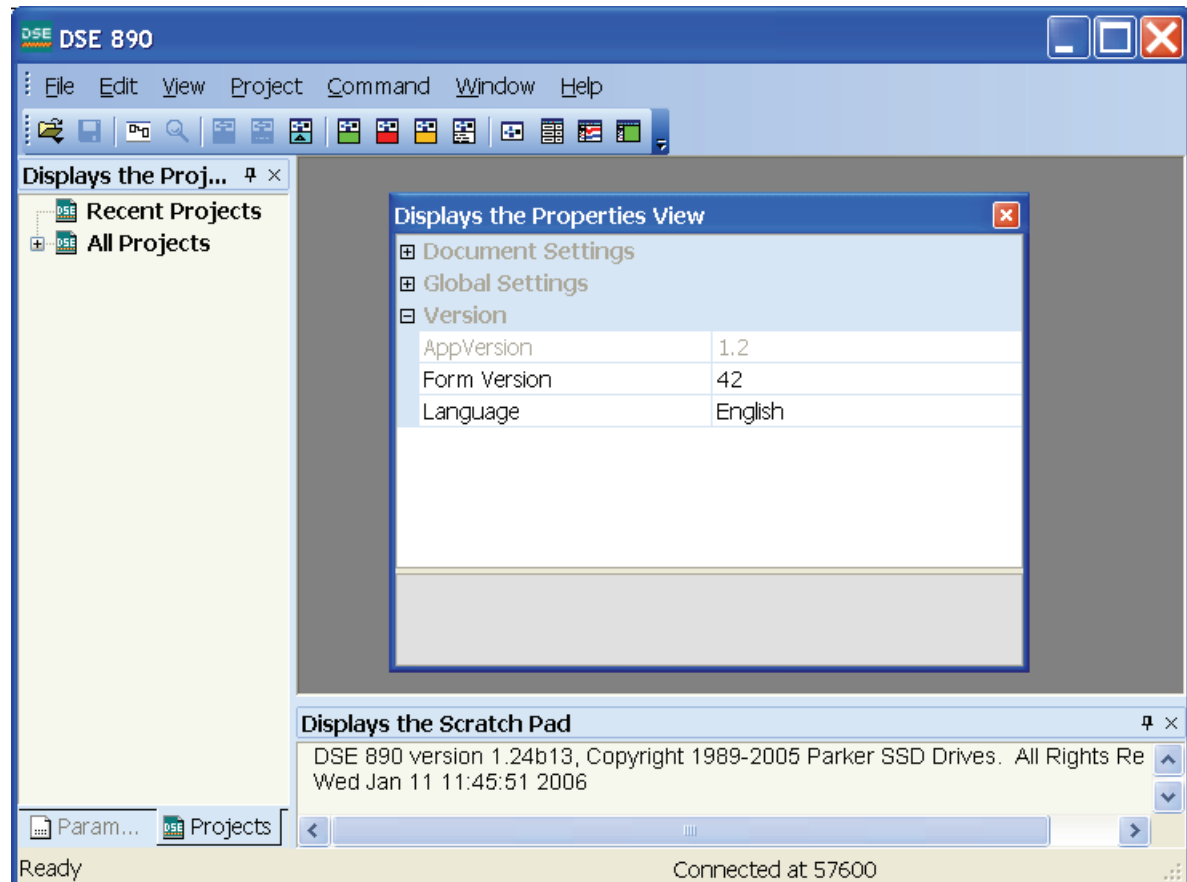 DSE 890
File Edit View Project Command Window Help
Displays the Proj...
Recent Projects
All Projects
Displays the Properties View
Document Settings
Global Settings
Version
AppVersion 1.2
Form Version 42
Language English
Displays the Scratch Pad
DSE 890 version 1.24b13, Copyright 1989-2005 Parker SSD Drives. All Rights Re
Wed Jan 11 11:45:51 2006
Param... Projects
Ready Connected at 57600